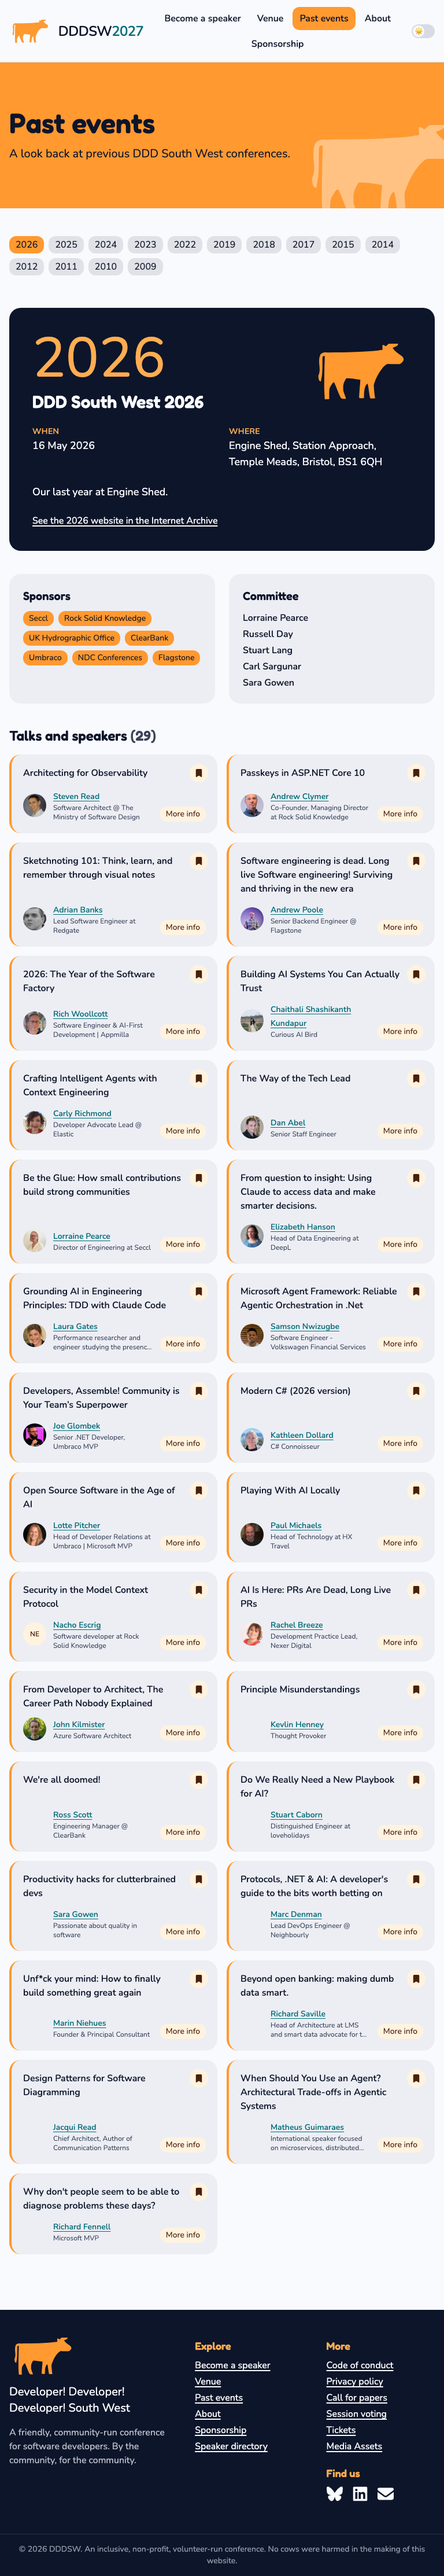 DDDSW2027
Become a speaker
Venue
Past events
About
Sponsorship
Past events
A look back at previous DDD South West conferences.
2026 2025 2024 2023 2022 2019 2018 2017 2015 2014
2012 2011 2010 2009
2026
DDD South West 2026
WHEN
16 May 2026
WHERE
Engine Shed, Station Approach,
Temple Meads, Bristol, BS1 6QH
Our last year at Engine Shed.
See the 2026 website in the Internet Archive
Sponsors
Seccl Rock Solid Knowledge
UK Hydrographic Office ClearBank
Umbraco NDC Conferences Flagstone
Committee
Lorraine Pearce
Russell Day
Stuart Lang
Carl Sargunar
Sara Gowen
Talks and speakers (29)
Architecting for Observability
Steven Read
Software Architect @ The
Ministry of Software Design
More info
Passkeys in ASP.NET Core 10
Andrew Clymer
Co-Founder, Managing Director
at Rock Solid Knowledge
More info
Sketchnoting 101: Think, learn, and
remember through visual notes
Adrian Banks
Lead Software Engineer at
Redgate
More info
Software engineering is dead. Long
live Software engineering! Surviving
and thriving in the new era
Andrew Poole
Senior Backend Engineer @
Flagstone
More info
2026: The Year of the Software
Factory
Rich Woollcott
Software Engineer & AI-First
Development | Appmilla
More info
Building AI Systems You Can Actually
Trust
Chaithali Shashikanth
Kundapur
Curious AI Bird
More info
Crafting Intelligent Agents with
Context Engineering
Carly Richmond
Developer Advocate Lead @
Elastic
More info
The Way of the Tech Lead
Dan Abel
Senior Staff Engineer
More info
Be the Glue: How small contributions
build strong communities
Lorraine Pearce
Director of Engineering at Seccl
More info
From question to insight: Using
Claude to access data and make
smarter decisions.
Elizabeth Hanson
Head of Data Engineering at
DeepL
More info
Grounding AI in Engineering
Principles: TDD with Claude Code
Laura Gates
Performance researcher and
engineer studying the presenc...
More info
Microsoft Agent Framework: Reliable
Agentic Orchestration in .Net
Samson Nwizugbe
Software Engineer -
Volkswagen Financial Services
More info
Developers, Assemble! Community is
Your Team's Superpower
Joe Glombek
Senior .NET Developer,
Umbraco MVP
More info
Modern C# (2026 version)
Kathleen Dollard
C# Connoisseur
More info
Open Source Software in the Age of
AI
Lotte Pitcher
Head of Developer Relations at
Umbraco | Microsoft MVP
More info
Playing With AI Locally
Paul Michaels
Head of Technology at HX
Travel
More info
Security in the Model Context
Protocol
NE
Nacho Escrig
Software developer at Rock
Solid Knowledge
More info
AI Is Here: PRs Are Dead, Long Live
PRs
Rachel Breeze
Development Practice Lead,
Nexer Digital
More info
From Developer to Architect, The
Career Path Nobody Explained
John Kilmister
Azure Software Architect
More info
Principle Misunderstandings
Kevlin Henney
Thought Provoker
More info
We're all doomed!
Ross Scott
Engineering Manager @
ClearBank
More info
Do We Really Need a New Playbook
for AI?
Stuart Caborn
Distinguished Engineer at
loveholidays
More info
Productivity hacks for clutterbrained
devs
Sara Gowen
Passionate about quality in
software
More info
Protocols, .NET & AI: A developer's
guide to the bits worth betting on
Marc Denman
Lead DevOps Engineer @
Neighbourly
More info
Unf*ck your mind: How to finally
build something great again
Marin Niehues
Founder & Principal Consultant
More info
Beyond open banking: making dumb
data smart.
Richard Saville
Head of Architecture at LMS
and smart data advocate for t...
More info
Design Patterns for Software
Diagramming
Jacqui Read
Chief Architect, Author of
Communication Patterns
More info
When Should You Use an Agent?
Architectural Trade-offs in Agentic
Systems
Matheus Guimaraes
International speaker focused
on microservices, distributed...
More info
Why don't people seem to be able to
diagnose problems these days?
Richard Fennell
Microsoft MVP
More info
Developer! Developer!
Developer! South West
A friendly, community-run conference
for software developers. By the
community, for the community.
Explore
Become a speaker
Venue
Past events
About
Sponsorship
Speaker directory
More
Code of conduct
Privacy policy
Call for papers
Session voting
Tickets
Media Assets
Find us
© 2026 DDDSW. An inclusive, non-profit, volunteer-run conference. No cows were harmed in the making of this
website.